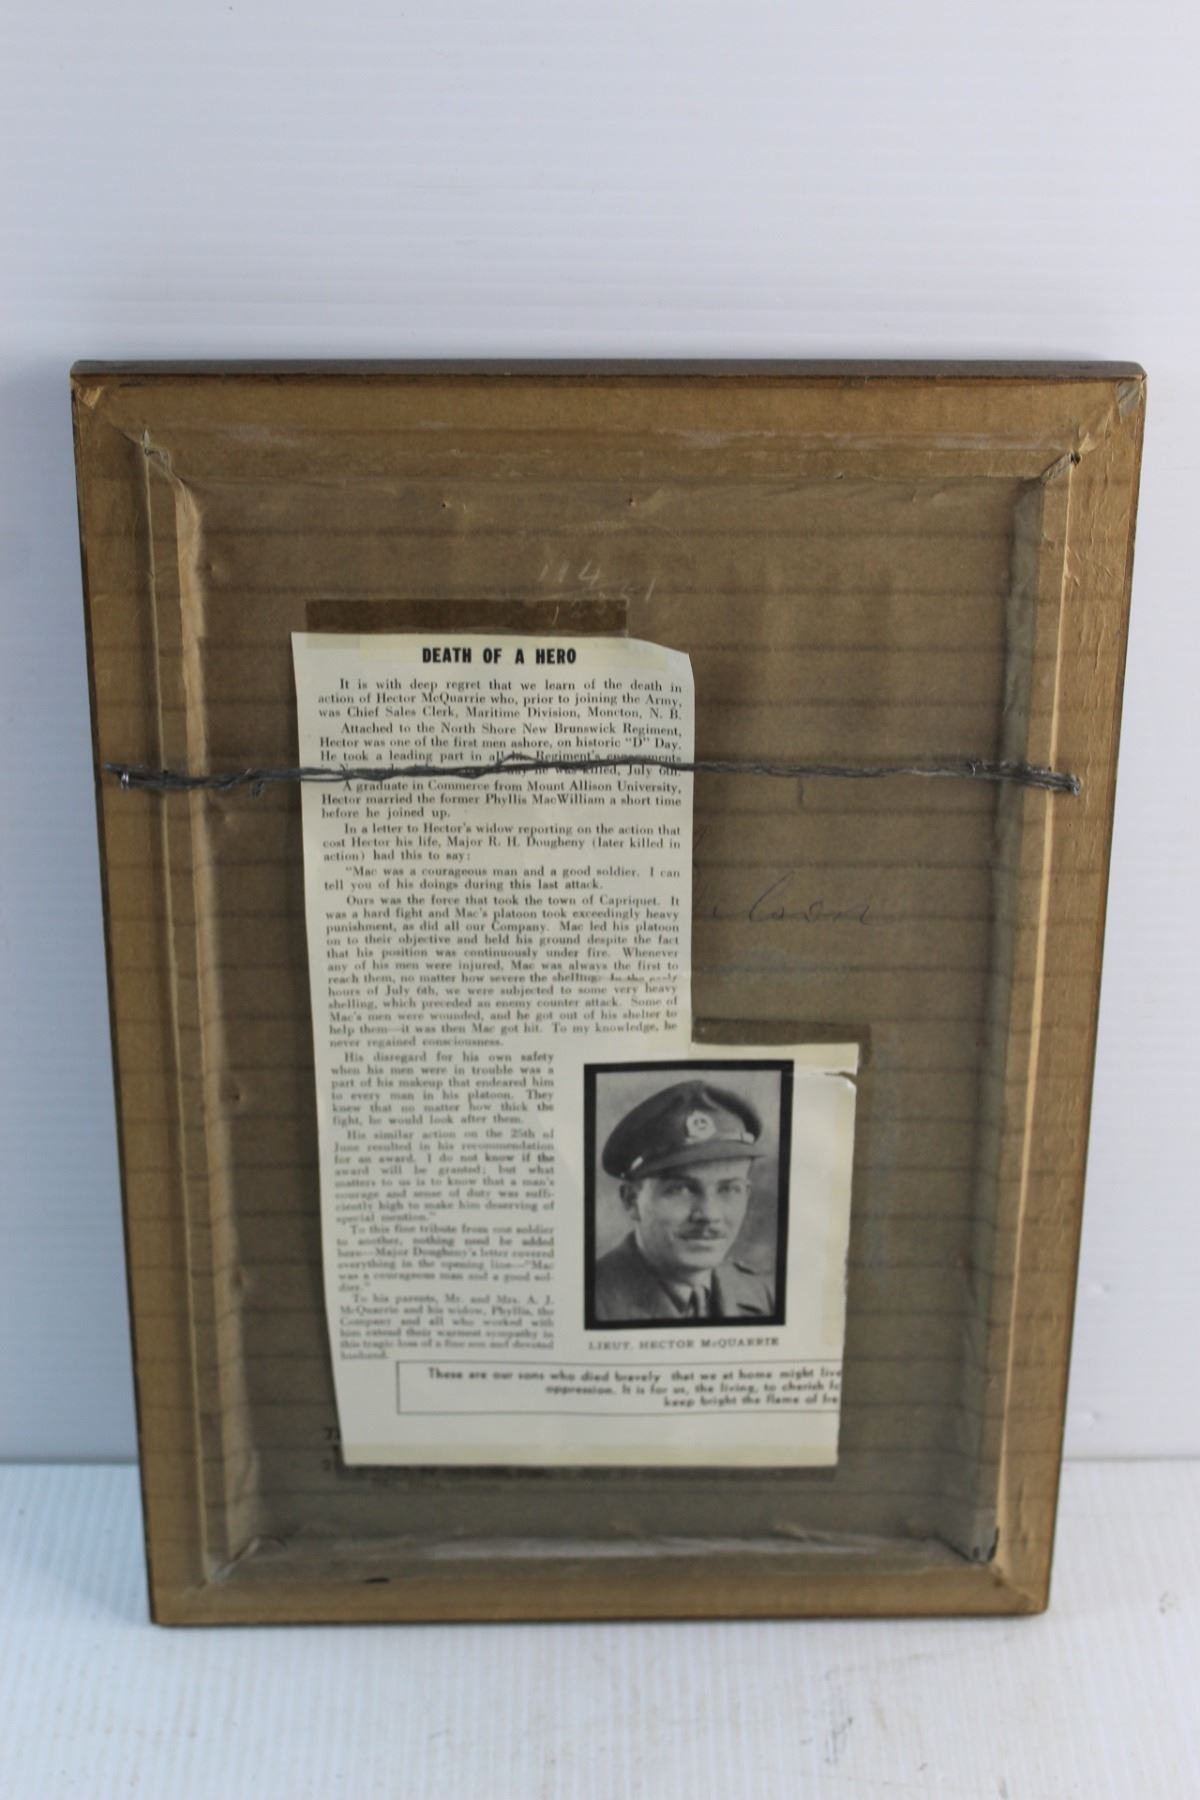 114
DEATH OF A HERO
It is with deep regret that we learn of the death in
action of Hector McQuarrie who, prior to joining the Army,
was Chief Sales Clerk, Maritime Division, Moncton, N. B.
Attached to the North Shore New Brunswick Regiment,
Hector was one of the first men ashore, on historic "D" Day.
He took a leading part in all his Regiment's engagements
he was killed, July 6th.
A graduate in Commerce from Mount Allison University,
Hector married the former Phyllis MacWilliam a short time
before he joined up.
In a letter to Hector's widow reporting on the action that
cost Hector his life, Major R. H. Dougheny (later killed in
action) had this to say:
"Mac was a courageous man and a good soldier. I can
tell you of his doings during this last attack.
Ours was the force that took the town of Capriquet. It
was a hard fight and Mac's platoon took exceedingly heavy
punishment, as did all our Company. Mac led his platoon
on to their objective and held his ground despite the fact
that his position was continuously under fire. Whenever
any of his men were injured, Mac was always the first to
reach them, no matter how severe the shelling. In the early
hours of July 6th, we were subjected to some very heavy
shelling, which preceded an enemy counter attack. Some of
Mac's men were wounded, and he got out of his shelter to
help them—it was then Mac got hit. To my knowledge, he
never regained consciousness.
His disregard for his own safety
when his men were in trouble was a
part of his makeup that endeared him
to every man in his platoon. They
knew that no matter how thick the
fight, he would look after them.
His similar action on the 25th of
June resulted in his recommendation
for an award. I do not know if the
award will be granted; but what
matters to us is to know that a man's
courage and sense of duty was suffi-
ciently high to make him deserving of
special mention."
To this fine tribute from one soldier
to another, nothing need be added
here—Major Dougheny's letter covered
everything in the opening line—"Mac
was a courageous man and a good sol-
dier."
To his parents, Mr. and Mrs. A. J.
McQuarrie and his widow, Phyllis, the
Company and all who worked with
him extend their warmest sympathy in
this tragic loss of a fine son and devoted
husband.
LIEUT. HECTOR McQUARRIE
These are our sons who died bravely that we at home might live
oppression. It is for us, the living, to cherish fo
keep bright the flame of fre